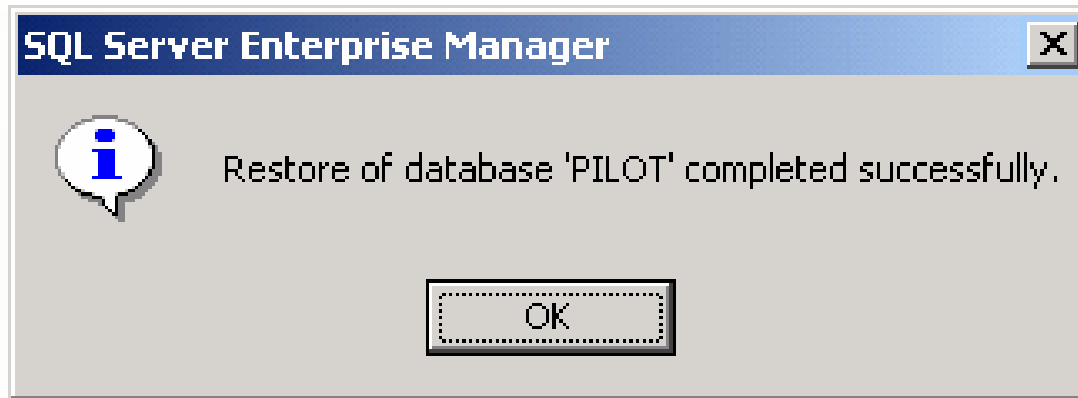 SQL Server Enterprise Manager
Restore of database 'PILOT' completed successfully.
OK